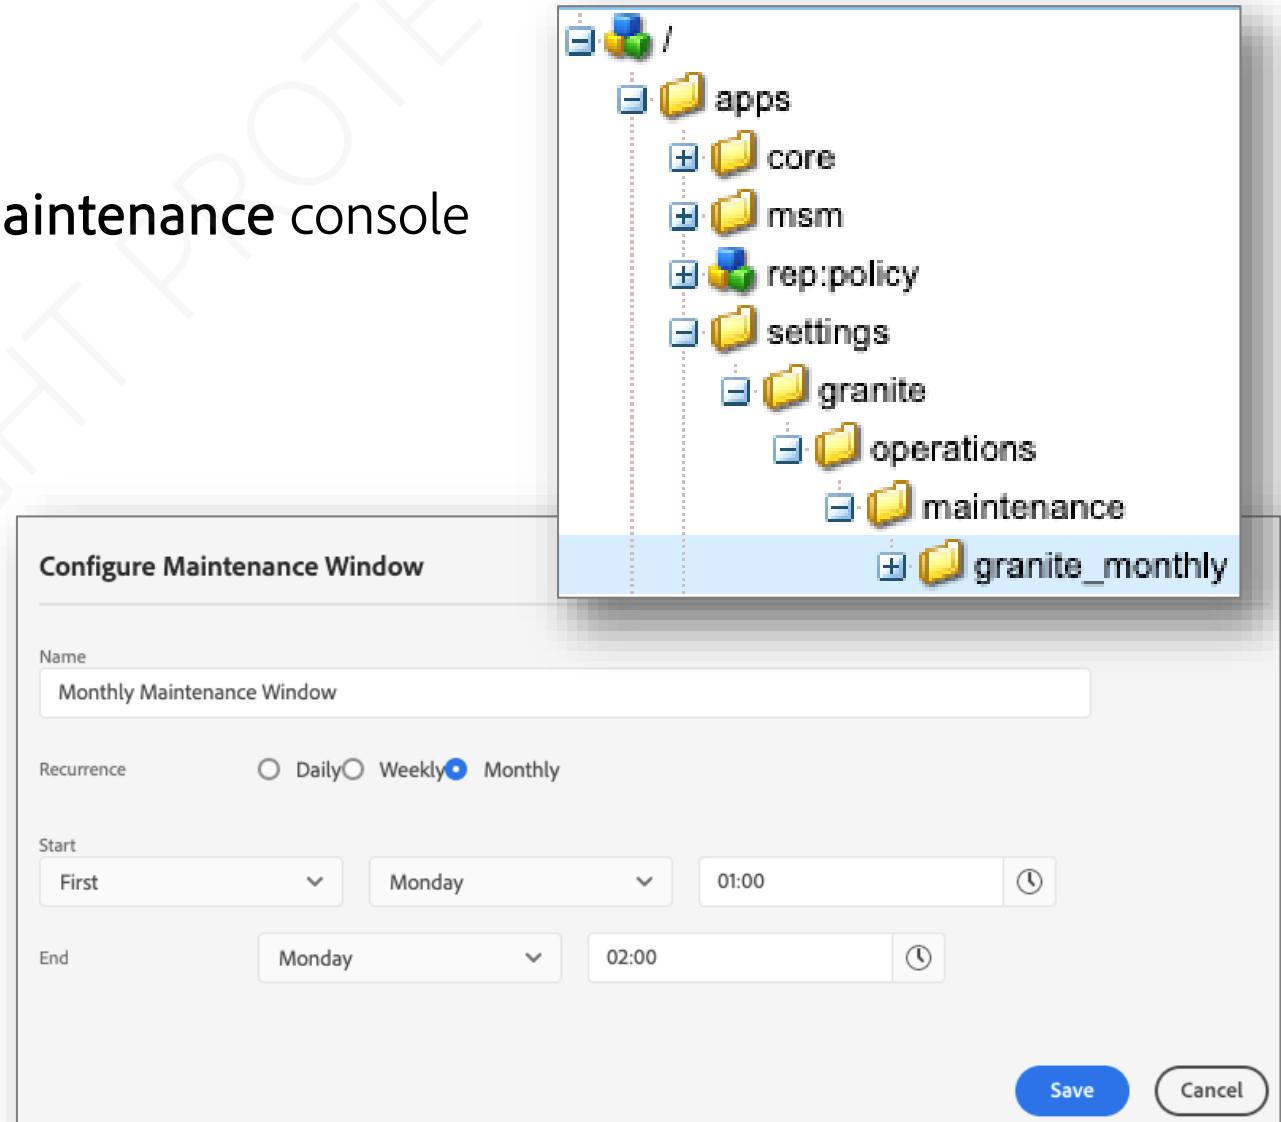 /
apps
core
msm
rep:policy
aintenance console
settings
granite
operations
maintenance
granite_monthly
Configure Maintenance Window
Name
Monthly Maintenance Window
Recurrence Daily Weekly Monthly
Start
First Monday 01:00
End Monday 02:00
Save Cancel